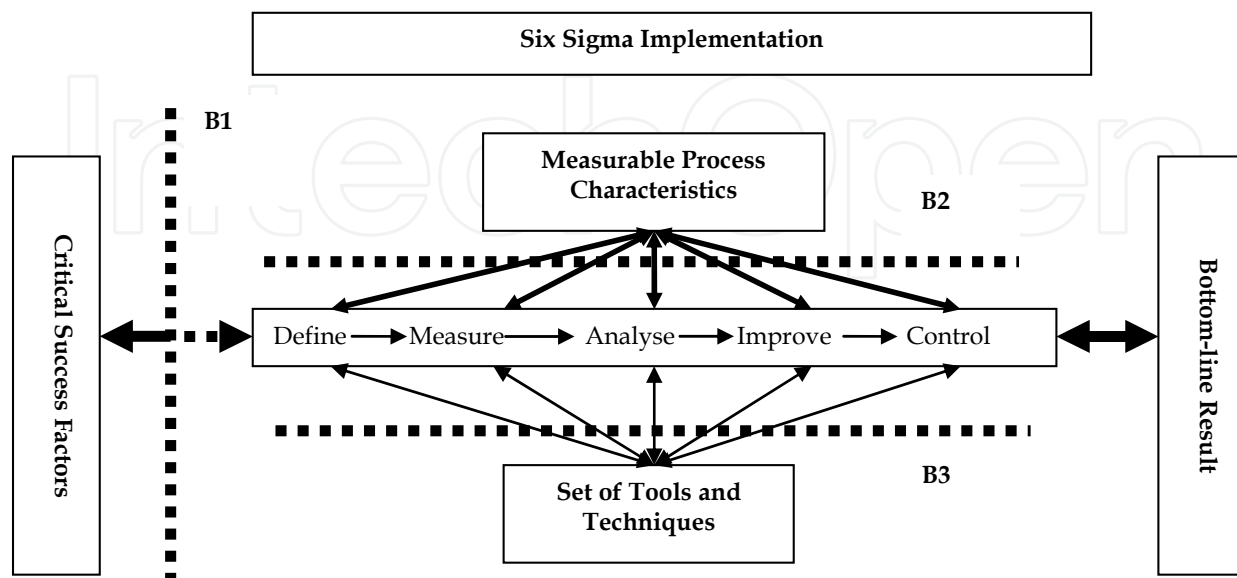 Six Sigma Implementation
IntechOpen
B1
Measurable Process
Characteristics
B2
Critical Success Factors
Define Measure Analyse Improve Control
Bottom-line Result
B3
Set of Tools and
Techniques